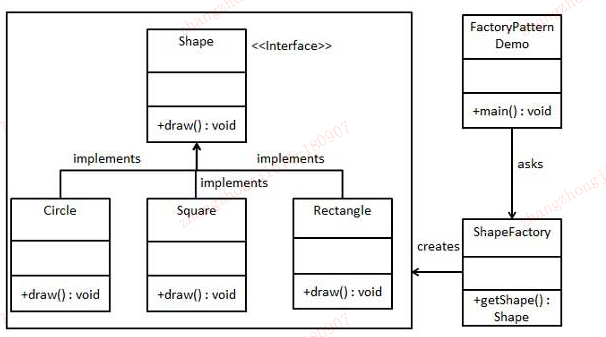 Shape
<<Interface>>
+draw() : void
implements
implements
implements
Circle
+draw() : void
Square
+draw() : void
Rectangle
+draw() : void
FactoryPattern
Demo
+main() : void
asks
creates
ShapeFactory
+getShape() :
Shape